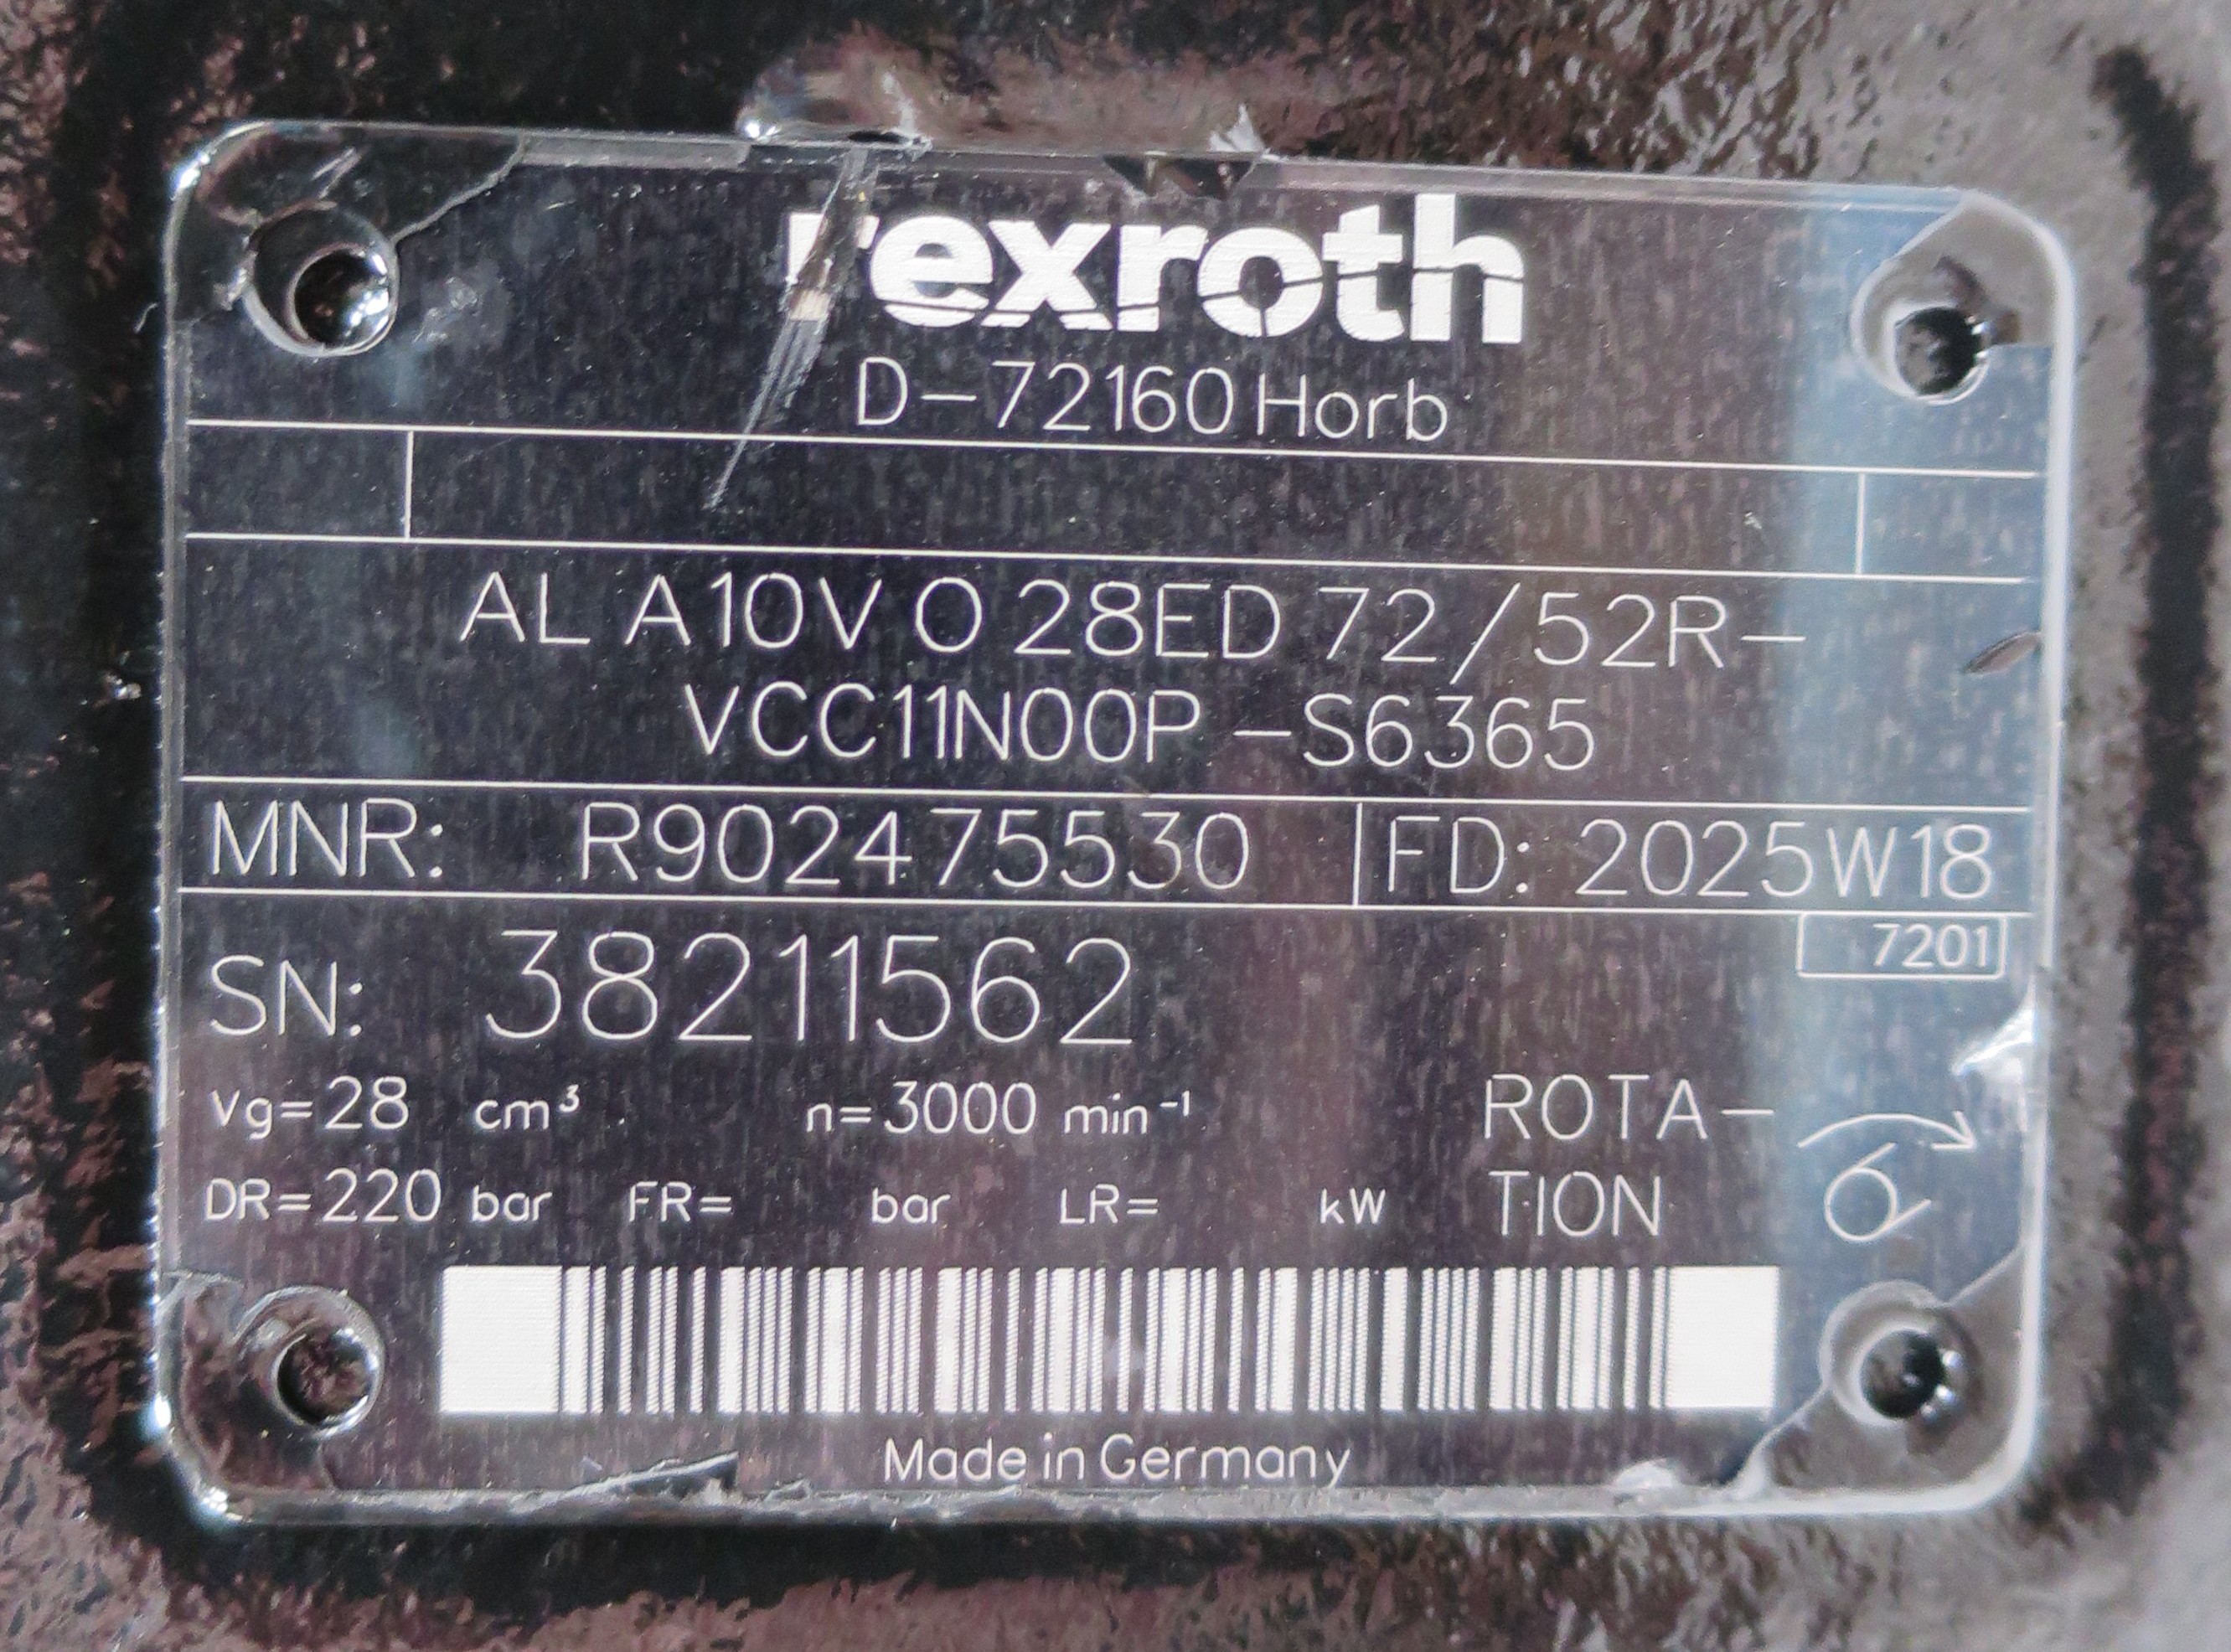 rexroth
D-72160 Horb
AL A10V O 28ED 72/52R-
VCC11N00P -S6365
MNR: R902475530 FD: 2025W18
7201
SN: 38211562
Vg=28 cm³ n=3000 min⁻¹ ROTA-
DR=220 bar FR= bar LR= kW TION
Made in Germany